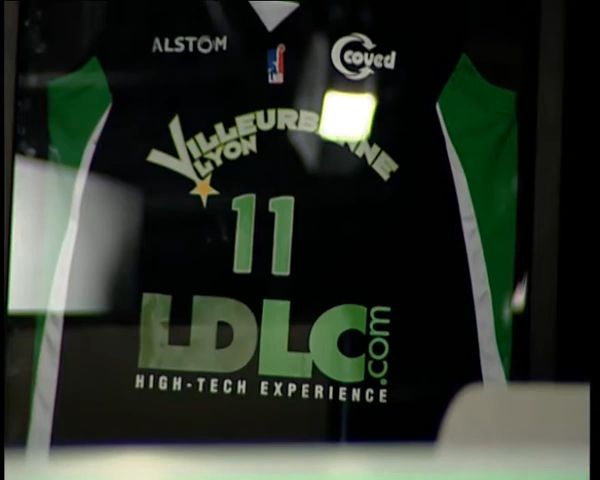 ALSTOM
coved
VILLEURBANNE
LYON
11
LDLC.com
HIGH-TECH EXPERIENCE